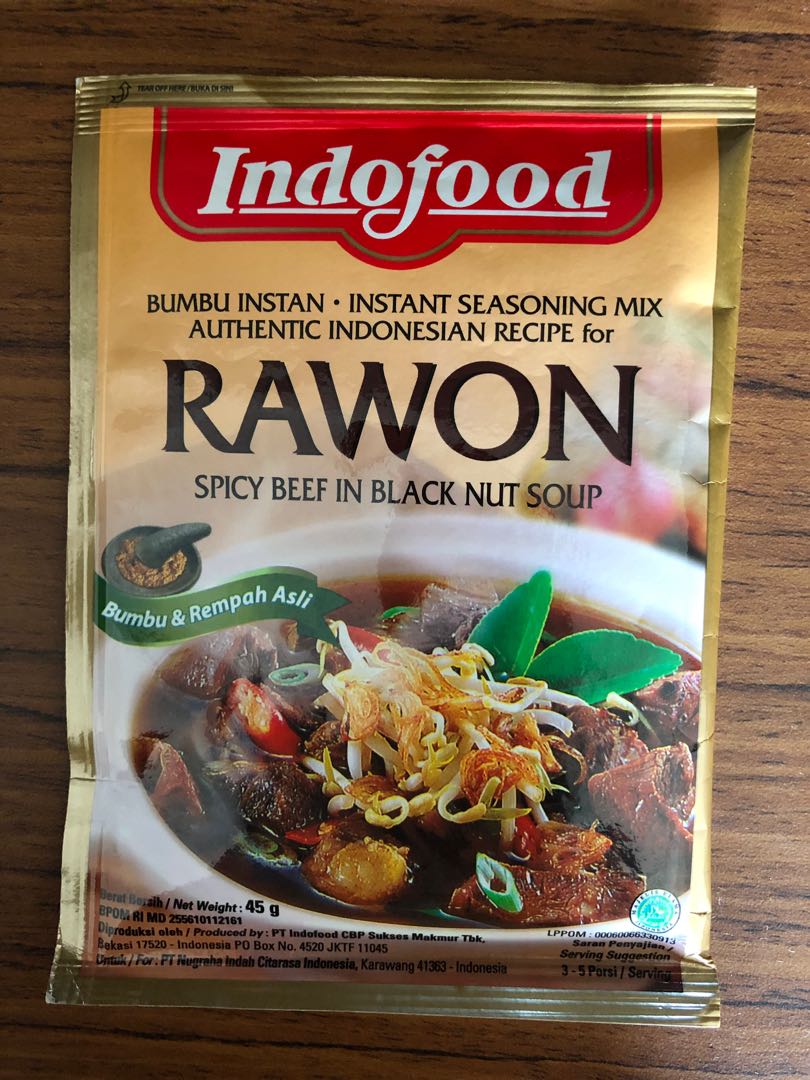 TEAR OFF HERE / BUKA DI SINI
Indofood
BUMBU INSTAN • INSTANT SEASONING MIX
AUTHENTIC INDONESIAN RECIPE for
RAWON
SPICY BEEF IN BLACK NUT SOUP
Bumbu & Rempah Asli
Berat Bersih / Net Weight : 45 g
BPOM RI MD 255610112161
Diproduksi oleh / Produced by : PT Indofood CBP Sukses Makmur Tbk,
Bekasi 17520 - Indonesia PO Box No. 4520 JKTF 11045
Untuk / For : PT Nugraha Indah Citarasa Indonesia, Karawang 41363 - Indonesia
LPPOM : 00060066330913
Saran Penyajian /
Serving Suggestion
3 - 5 Porsi / Serving